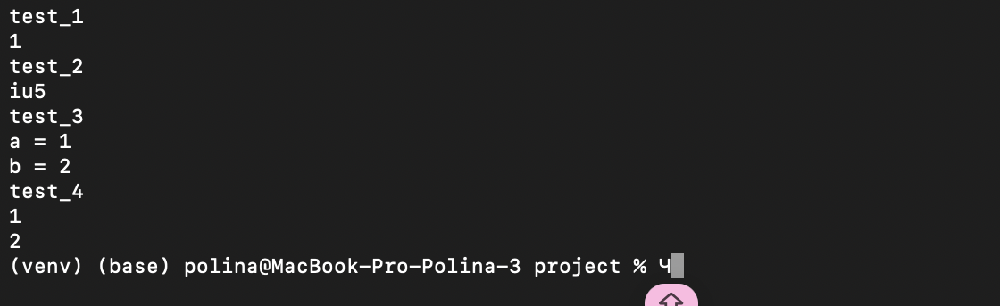 test_1
1
test_2
iu5
test_3
a = 1
b = 2
test_4
1
2
(venv) (base) polina@MacBook-Pro-Polina-3 project % Ч